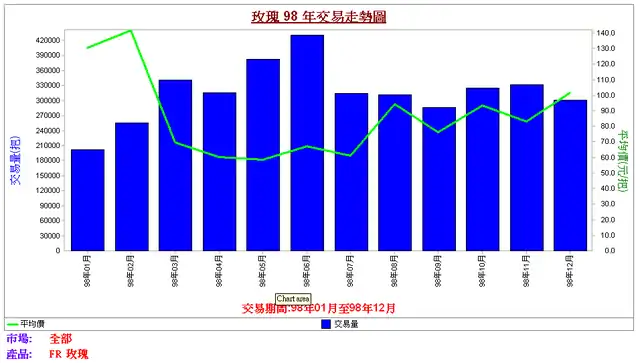 玫瑰 98 年交易走勢圖
420000
390000
360000
330000
300000
270000
240000
210000
180000
150000
120000
90000
60000
30000
0
交易量(把)
140.0
130.0
120.0
110.0
100.0
90.0
80.0
70.0
60.0
50.0
40.0
30.0
20.0
10.0
0.0
平均價(元/把)
98年01月
98年02月
98年03月
98年04月
98年05月
98年06月
98年07月
98年08月
98年09月
98年10月
98年11月
98年12月
Chart area
交易期間:98年01月至98年12月
平均價
交易量
市場: 全部
產品: FR 玫瑰